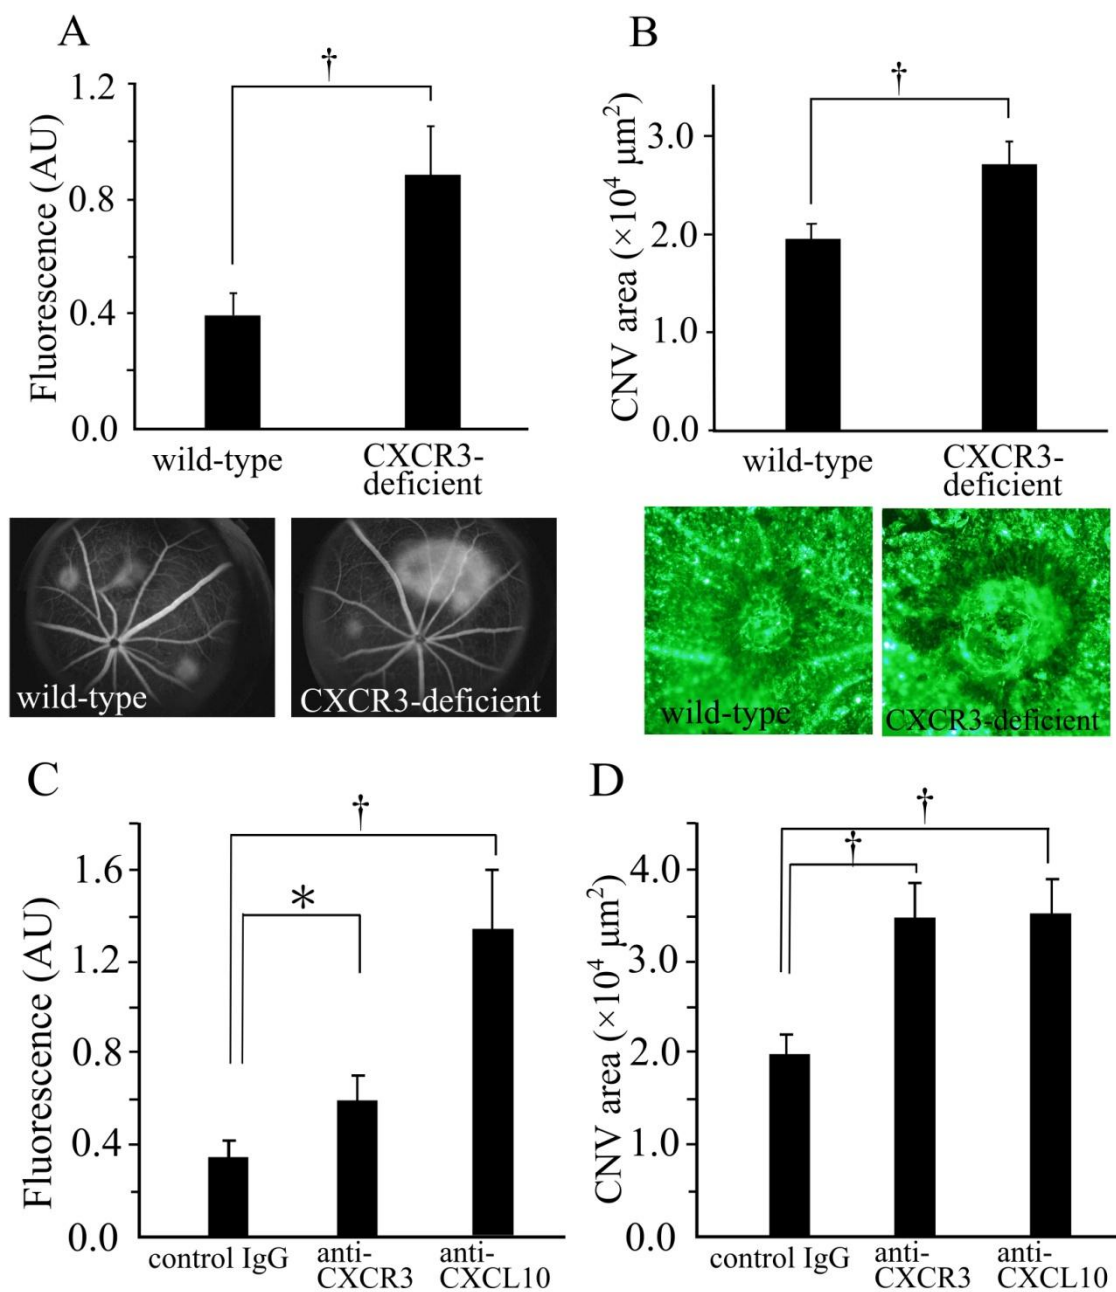 A
†
1.2
0.8
0.4
0.0
Fluorescence (AU)
wild-type
CXCR3-
deficient
wild-type
CXCR3-deficient
B
†
3.0
2.0
1.0
0.0
CNV area (×10⁴ μm²)
wild-type
CXCR3-
deficient
wild-type
CXCR3-deficient
C
†
*
1.6
1.2
0.8
0.4
0.0
Fluorescence (AU)
control IgG
anti-
CXCR3
anti-
CXCL10
D
†
†
4.0
3.0
2.0
1.0
0.0
CNV area (×10⁴ μm²)
control IgG
anti-
CXCR3
anti-
CXCL10